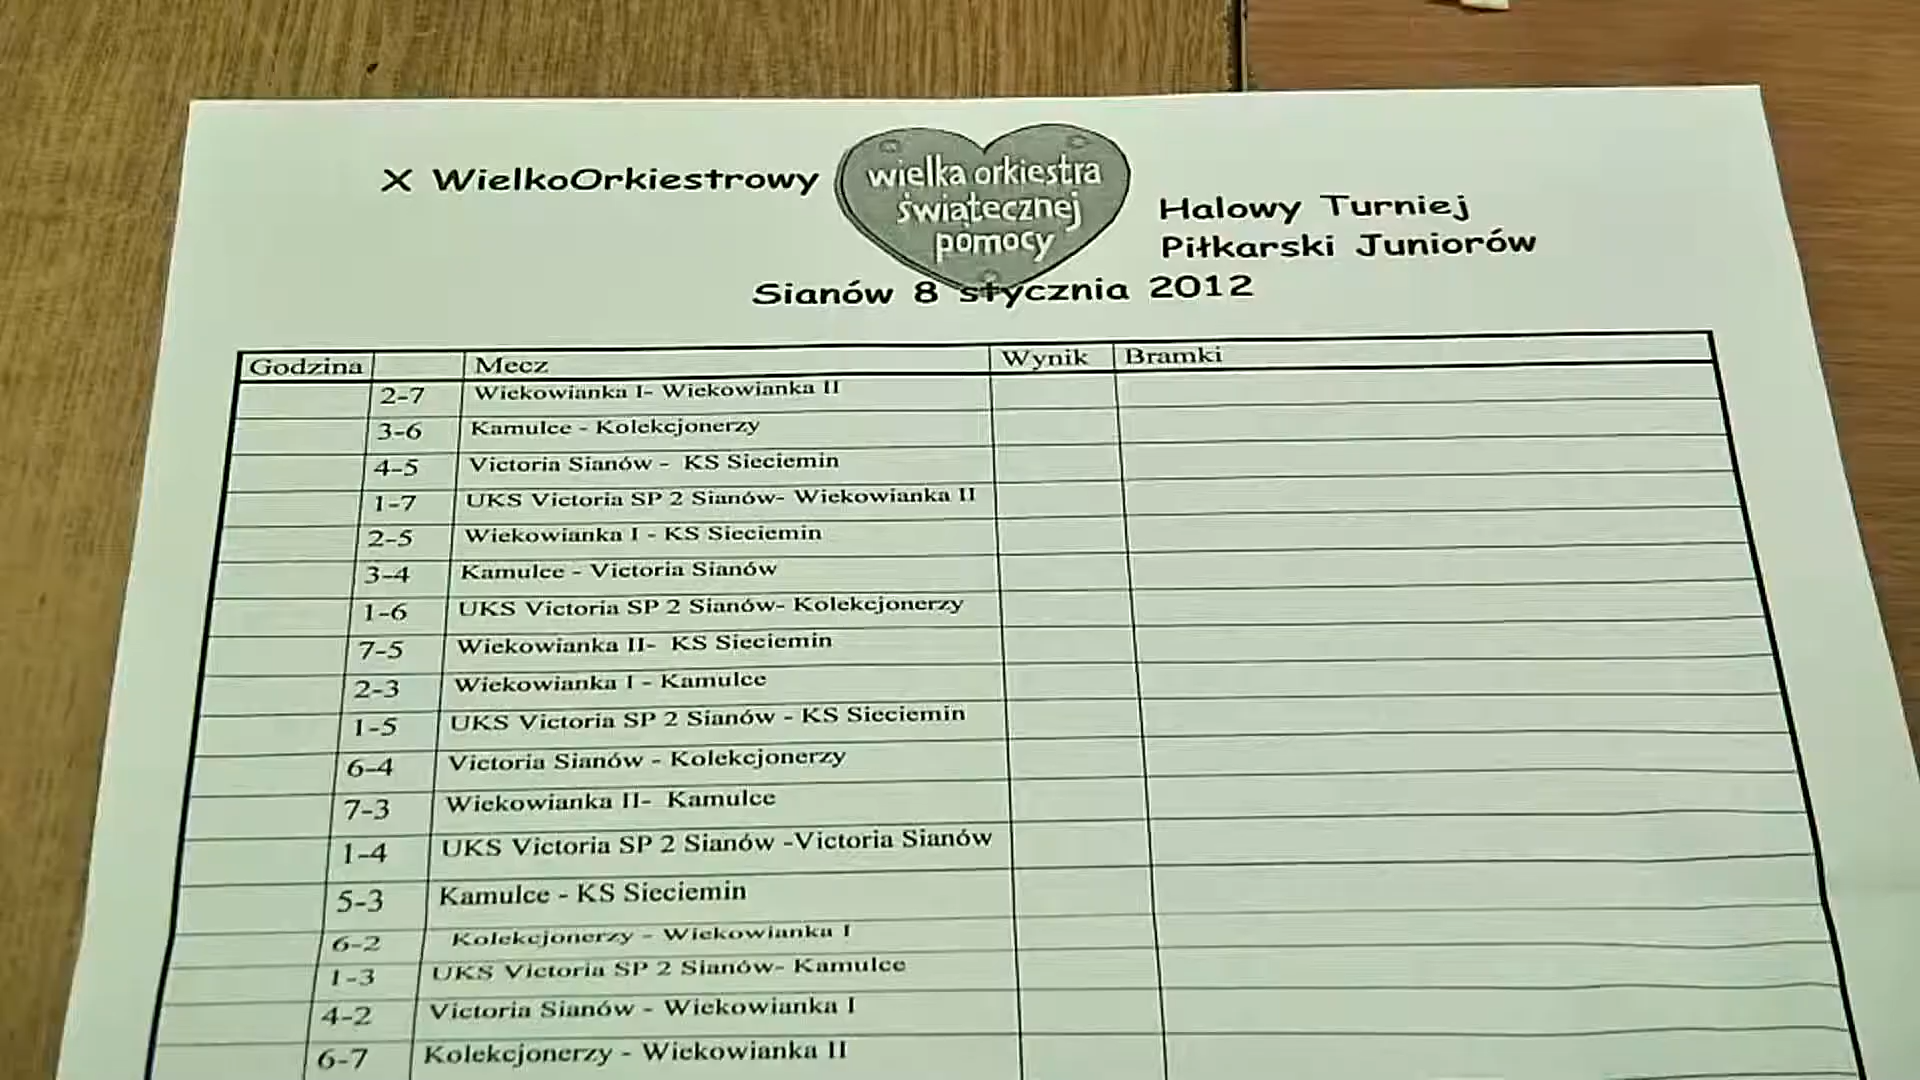 X WielkoOrkiestrowy
wielka orkiestra
świątecznej
pomocy
Halowy Turniej
Piłkarski Juniorów
Sianów 8 stycznia 2012
Godzina Mecz Wynik Bramki
2-7 Wiekowianka I- Wiekowianka II
3-6 Kamulce - Kolekcjonerzy
4-5 Victoria Sianów - KS Sieciemin
1-7 UKS Victoria SP 2 Sianów- Wiekowianka II
2-5 Wiekowianka I - KS Sieciemin
3-4 Kamulce - Victoria Sianów
1-6 UKS Victoria SP 2 Sianów- Kolekcjonerzy
7-5 Wiekowianka II- KS Sieciemin
2-3 Wiekowianka I - Kamulce
1-5 UKS Victoria SP 2 Sianów - KS Sieciemin
6-4 Victoria Sianów - Kolekcjonerzy
7-3 Wiekowianka II- Kamulce
1-4 UKS Victoria SP 2 Sianów -Victoria Sianów
5-3 Kamulce - KS Sieciemin
6-2 Kolekcjonerzy - Wiekowianka I
1-3 UKS Victoria SP 2 Sianów- Kamulce
4-2 Victoria Sianów - Wiekowianka I
6-7 Kolekcjonerzy - Wiekowianka II